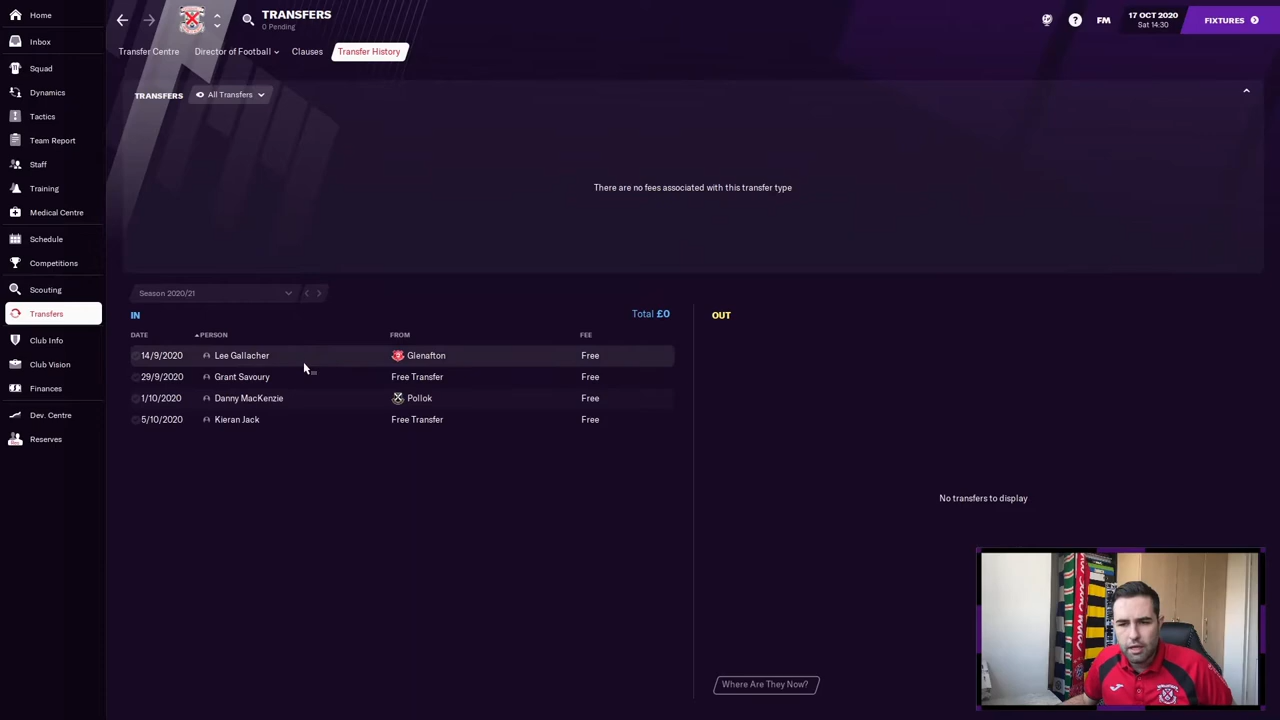 Home
Inbox
Squad
Dynamics
Tactics
Team Report
Staff
Training
Medical Centre
Schedule
Competitions
Scouting
Transfers
Club Info
Club Vision
Finances
Dev. Centre
Reserves
TRANSFERS
0 Pending
FM
17 OCT 2020
Sat 14:30
FIXTURES
Transfer Centre Director of Football Clauses Transfer History
TRANSFERS All Transfers
There are no fees associated with this transfer type
Season 2020/21
IN Total £0
DATE PERSON FROM FEE
14/9/2020 Lee Gallacher Glenafton Free
29/9/2020 Grant Savoury Free Transfer Free
1/10/2020 Danny MacKenzie Pollok Free
5/10/2020 Kieran Jack Free Transfer Free
OUT
No transfers to display
Where Are They Now?